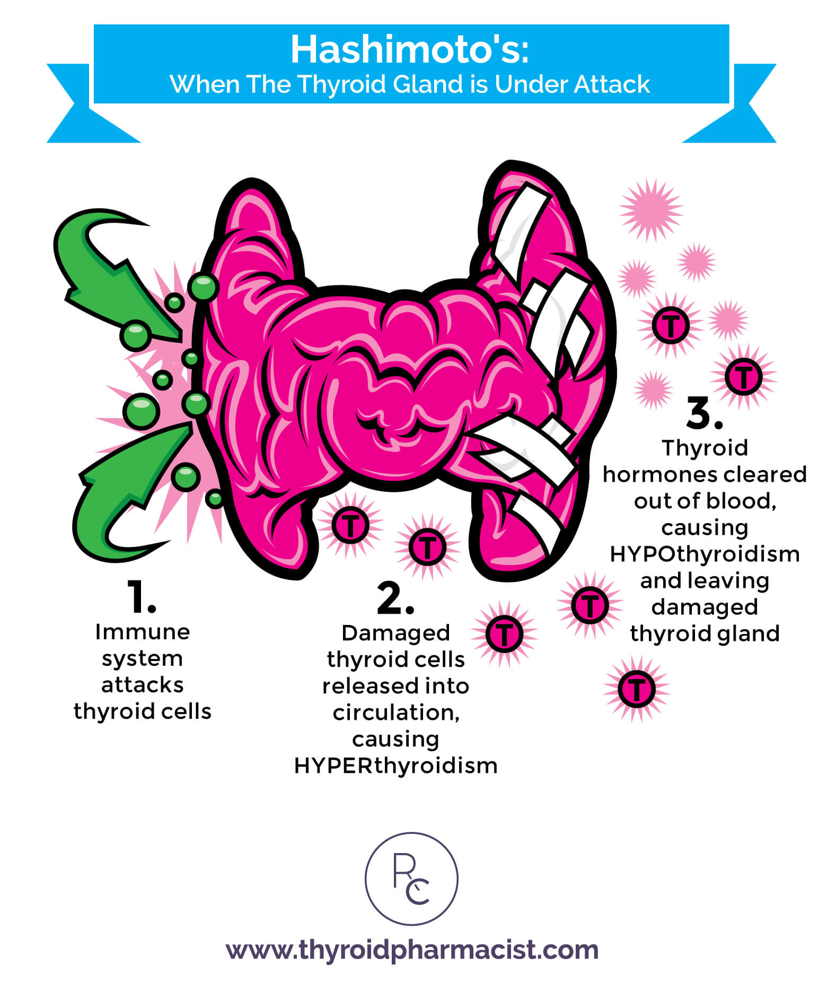 Hashimoto's:
When The Thyroid Gland is Under Attack
T
T
T
T
T
T
T
1.
Immune
system
attacks
thyroid cells
2.
Damaged
thyroid cells
released into
circulation,
causing
HYPERthyroidism
3.
Thyroid
hormones cleared
out of blood,
causing
HYPOthyroidism
and leaving
damaged
thyroid gland
RC
www.thyroidpharmacist.com